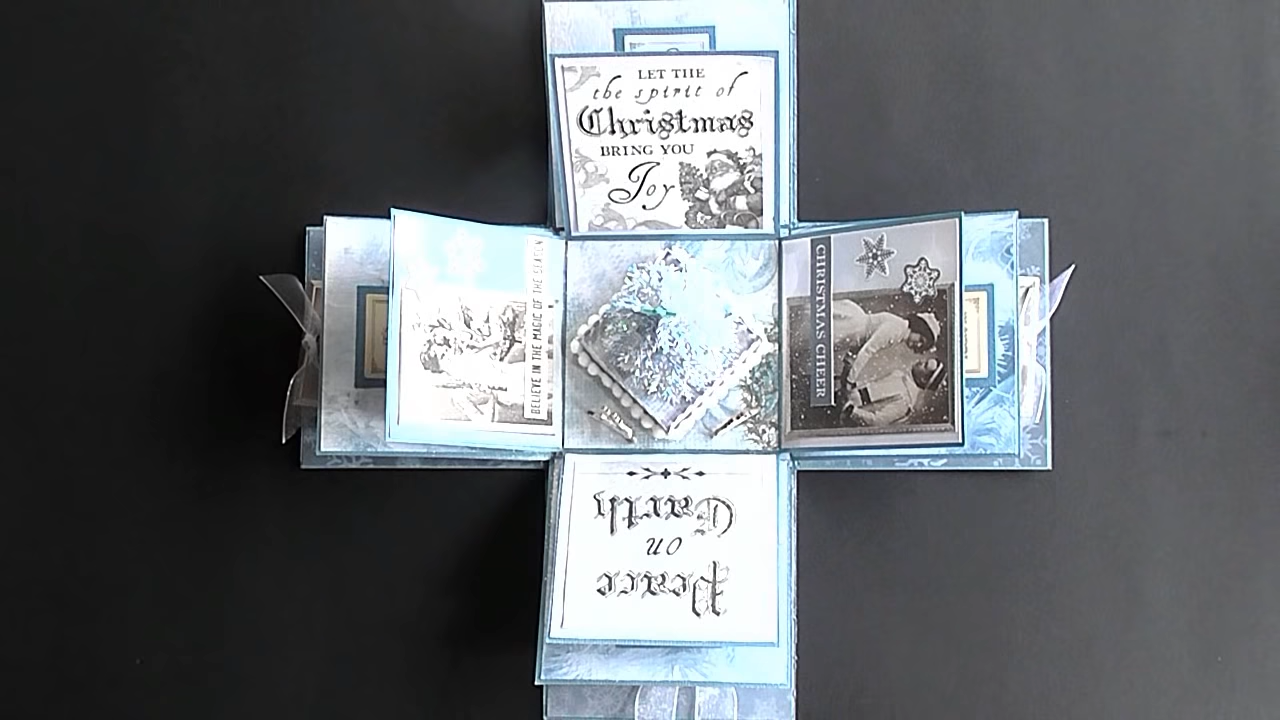 LET THE
the spirit of
Christmas
BRING YOU
Joy
BELIEVE IN THE MAGIC OF THE SEASON
CHRISTMAS CHEER
Peace
on
Earth